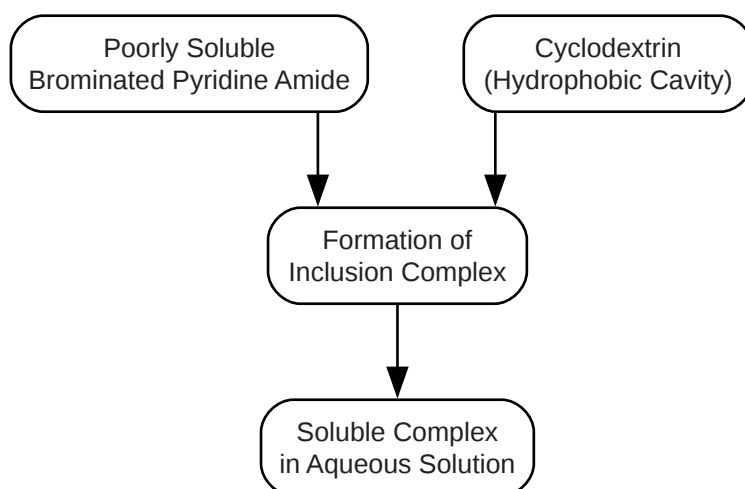 Poorly Soluble
Brominated Pyridine Amide
Cyclodextrin
(Hydrophobic Cavity)
Formation of
Inclusion Complex
Soluble Complex
in Aqueous Solution